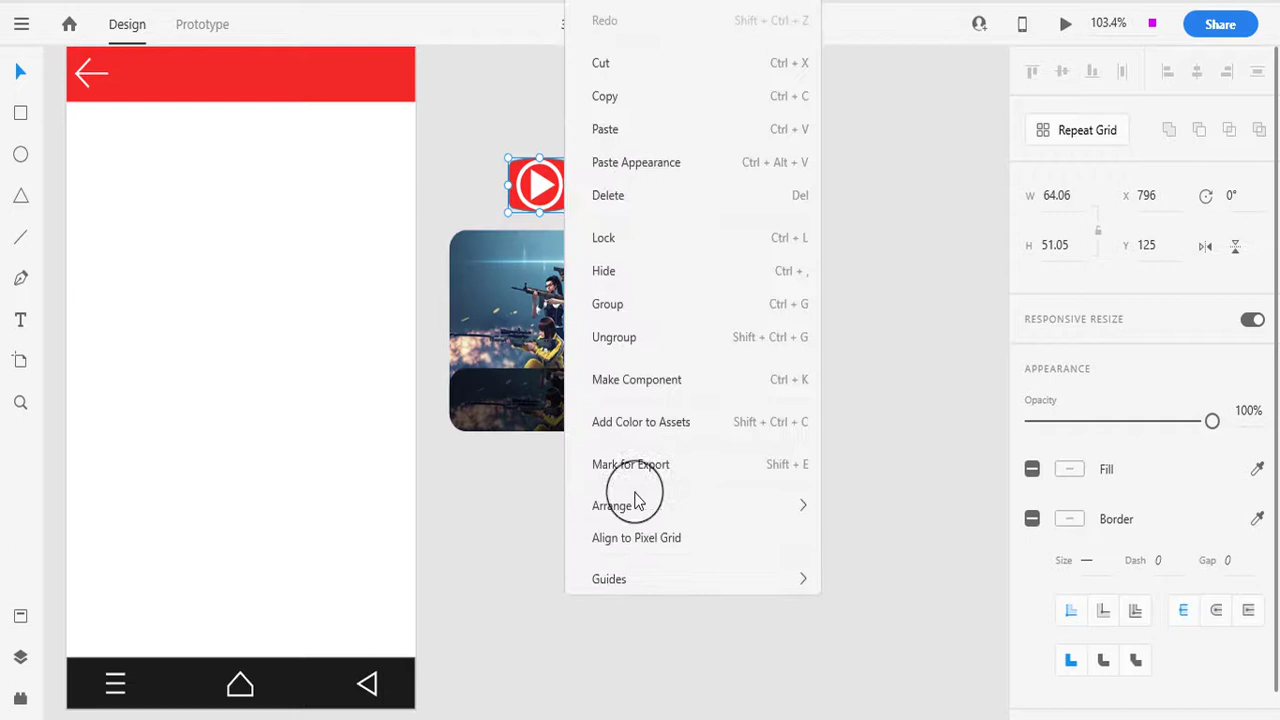 Design
Prototype
3
103.4%
Share
Redo Shift + Ctrl + Z
Cut Ctrl + X
Copy Ctrl + C
Paste Ctrl + V
Paste Appearance Ctrl + Alt + V
Delete Del
Lock Ctrl + L
Hide Ctrl + ,
Group Ctrl + G
Ungroup Shift + Ctrl + G
Make Component Ctrl + K
Add Color to Assets Shift + Ctrl + C
Mark for Export Shift + E
Arrange
Align to Pixel Grid
Guides
Repeat Grid
W 64.06 X 796 0°
H 51.05 Y 125
RESPONSIVE RESIZE
APPEARANCE
Opacity
100%
Fill
Border
Size — Dash 0 Gap 0
T